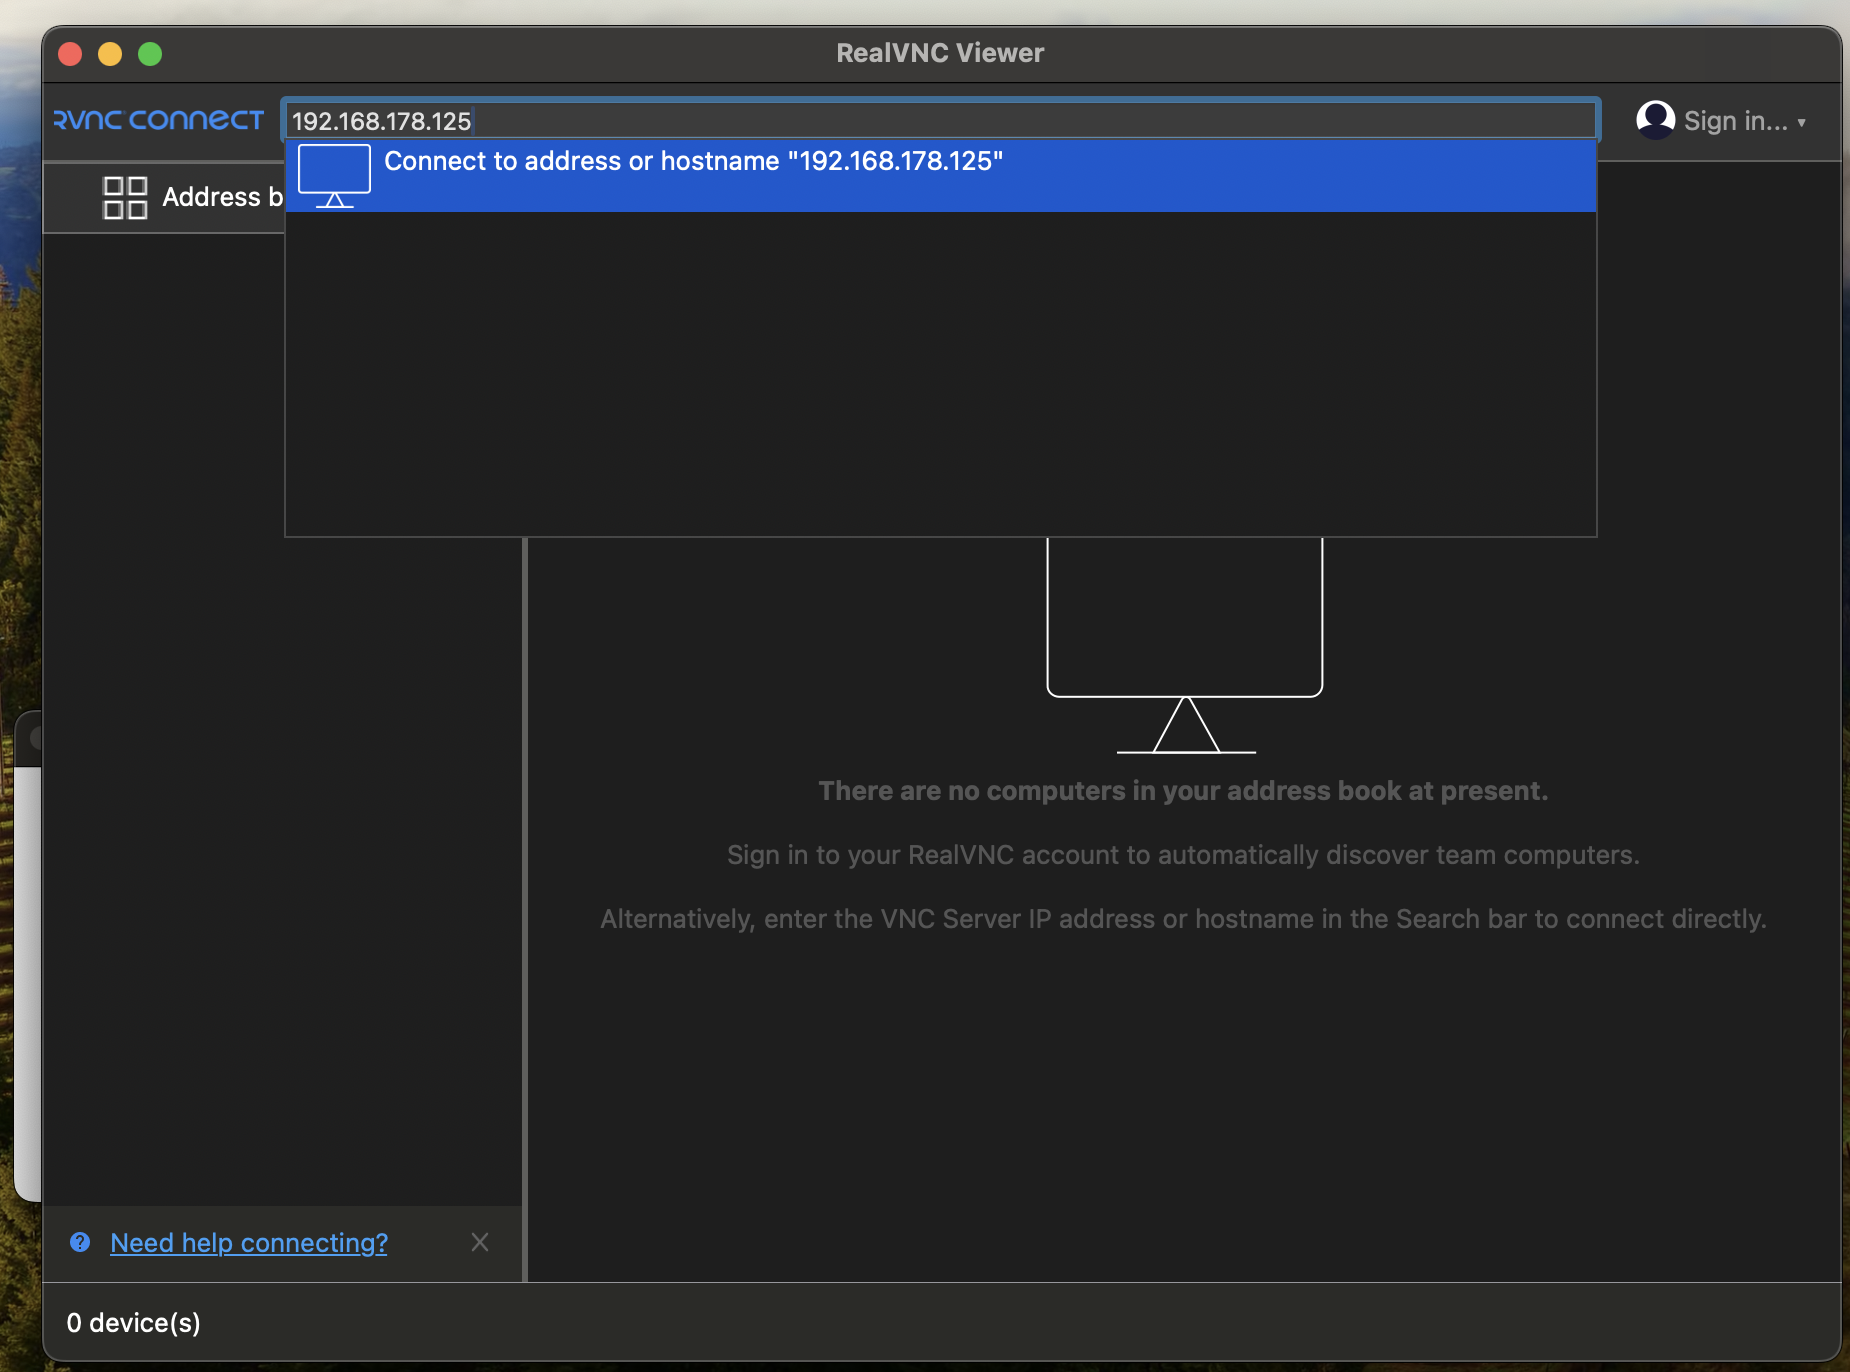 RealVNC Viewer
RVNC CONNECT
192.168.178.125
Sign in...
Connect to address or hostname "192.168.178.125"
Address b
There are no computers in your address book at present.
Sign in to your RealVNC account to automatically discover team computers.
Alternatively, enter the VNC Server IP address or hostname in the Search bar to connect directly.
? Need help connecting?
0 device(s)